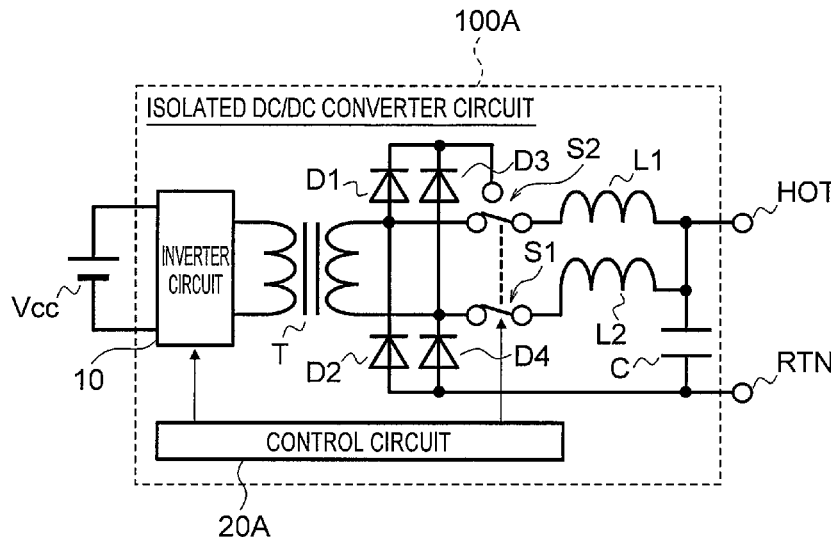 100A
ISOLATED DC/DC CONVERTER CIRCUIT
D1
D3
S2
L1
HOT
INVERTER
CIRCUIT
S1
Vcc
T
L2
10
D2
D4
C
RTN
CONTROL CIRCUIT
20A